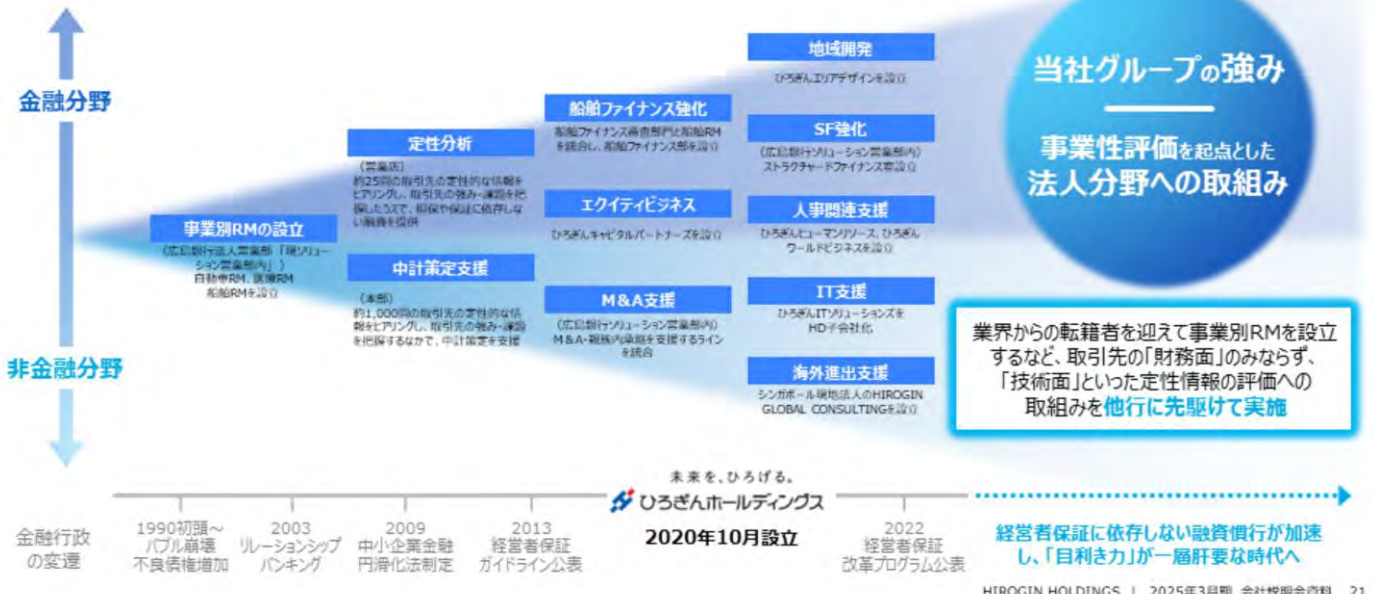 金融分野
非金融分野
事業別RMの設立
(広島銀行法人営業部「現ソリュー
ション営業部内」)
自動車RM、医療RM
船舶RMを設立
定性分析
(営業店)
約25問の取引先の定性的な情報を
ヒアリングし、取引先の強み・課題を把
握したうえで、担保や保証に依存しな
い融資を提供
中計策定支援
(本部)
約1,000問の取引先の定性的な情
報をヒアリングし、取引先の強み・課題
を把握するなかで、中計策定を支援
船舶ファイナンス強化
船舶ファイナンス審査部門と船舶RM
を統合し、船舶ファイナンス部を設立
エクイティビジネス
ひろぎんキャピタルパートナーズを設立
M&A支援
(広島銀行ソリューション営業部内)
M&A・親族内承継を支援するライン
を統合
地域開発
ひろぎんエリアデザインを設立
SF強化
(広島銀行ソリューション営業部内)
ストラクチャードファイナンス室設立
人事関連支援
ひろぎんヒューマンリソース、ひろぎん
ワールドビジネスを設立
IT支援
ひろぎんITソリューションズを
HD子会社化
海外進出支援
シンガポール現地法人のHIROGIN
GLOBAL CONSULTINGを設立
当社グループの強み
事業性評価を起点とした
法人分野への取組み
業界からの転籍者を迎えて事業別RMを設立
するなど、取引先の「財務面」のみならず、
「技術面」といった定性情報の評価への
取組みを他行に先駆けて実施
金融行政
の変遷
1990初頭~
バブル崩壊
不良債権増加
2003
リレーションシップ
バンキング
2009
中小企業金融
円滑化法制定
2013
経営者保証
ガイドライン公表
未来を、ひろげる。
ひろぎんホールディングス
2020年10月設立
2022
経営者保証
改革プログラム公表
経営者保証に依存しない融資慣行が加速
し、「目利き力」が一層肝要な時代へ
HIROGIN HOLDINGS | 2025年3月期 会社説明会資料 21